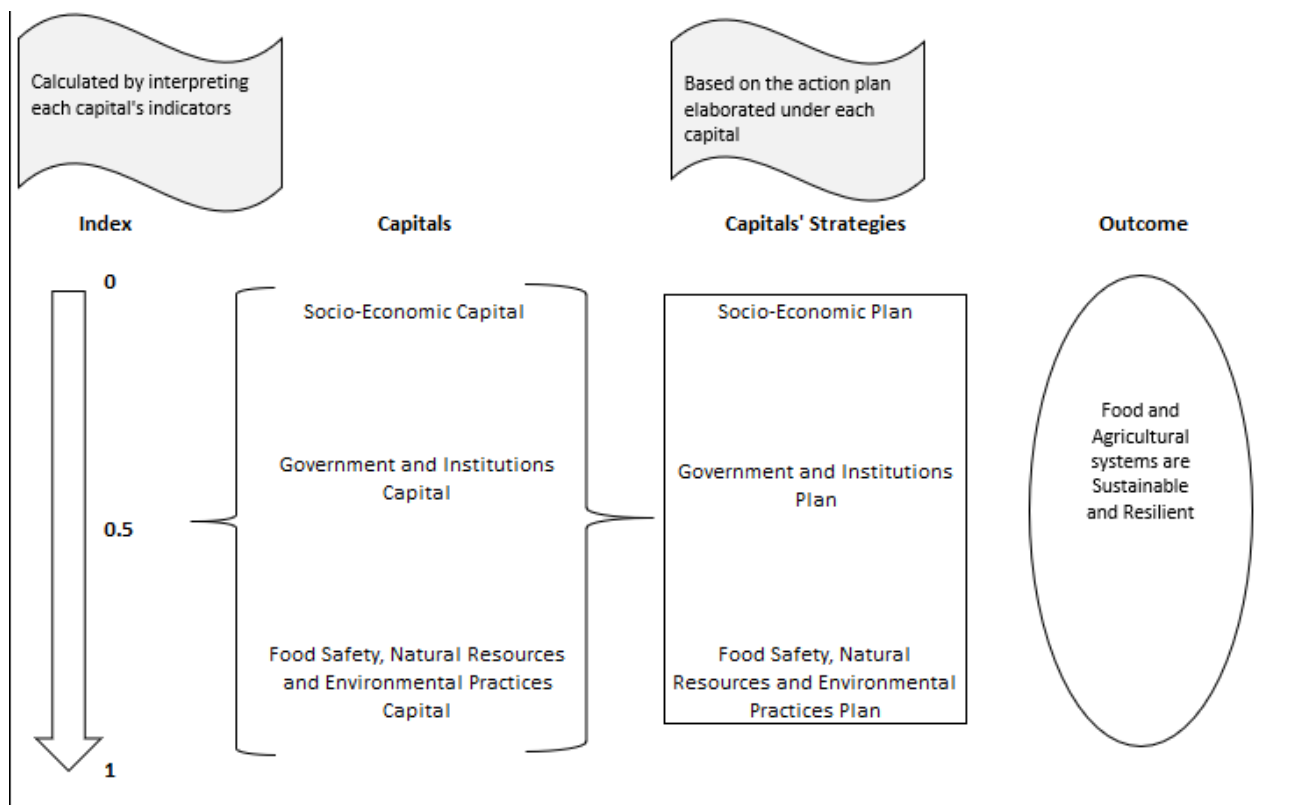 Calculated by interpreting
each capital's indicators
Based on the action plan
elaborated under each
capital
Index
Capitals
Capitals' Strategies
Outcome
0
0.5
1
Socio-Economic Capital
Government and Institutions
Capital
Food Safety, Natural Resources
and Environmental Practices
Capital
Socio-Economic Plan
Government and Institutions
Plan
Food Safety, Natural
Resources and Environmental
Practices Plan
Food and
Agricultural
systems are
Sustainable
and Resilient